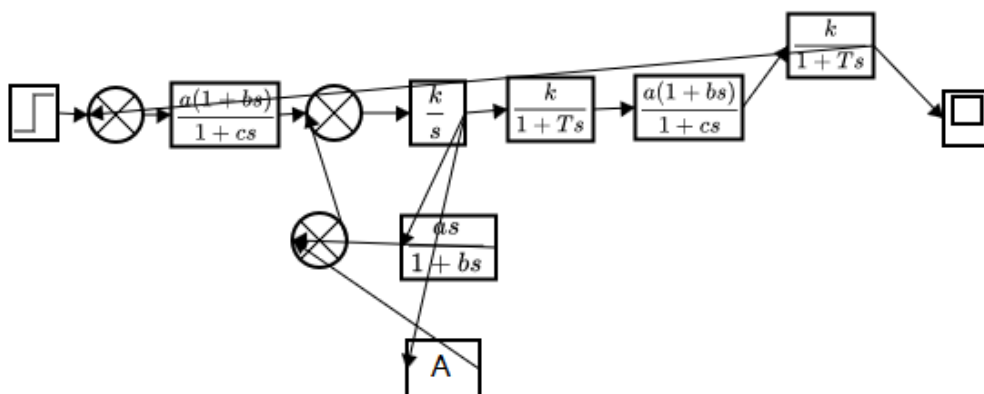 k
1 + Ts
a(1 + bs)
1 + cs
k
s
k
1 + Ts
a(1 + bs)
1 + cs
as
1 + bs
A